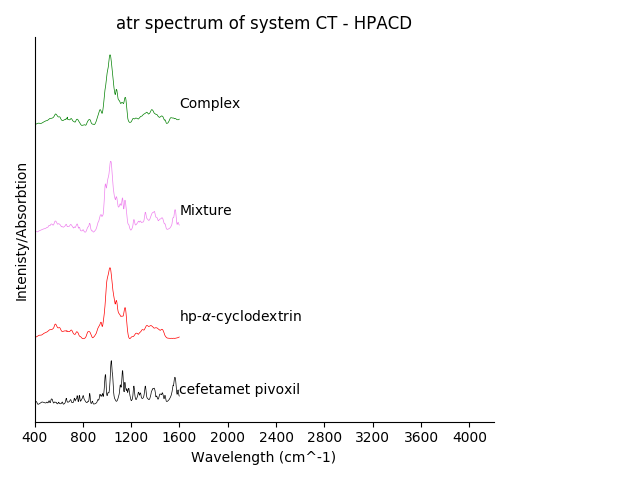 atr spectrum of system CT - HPACD
Intenisty/Absorbtion
Complex
Mixture
hp-α-cyclodextrin
cefetamet pivoxil
400 800 1200 1600 2000 2400 2800 3200 3600 4000
Wavelength (cm^-1)